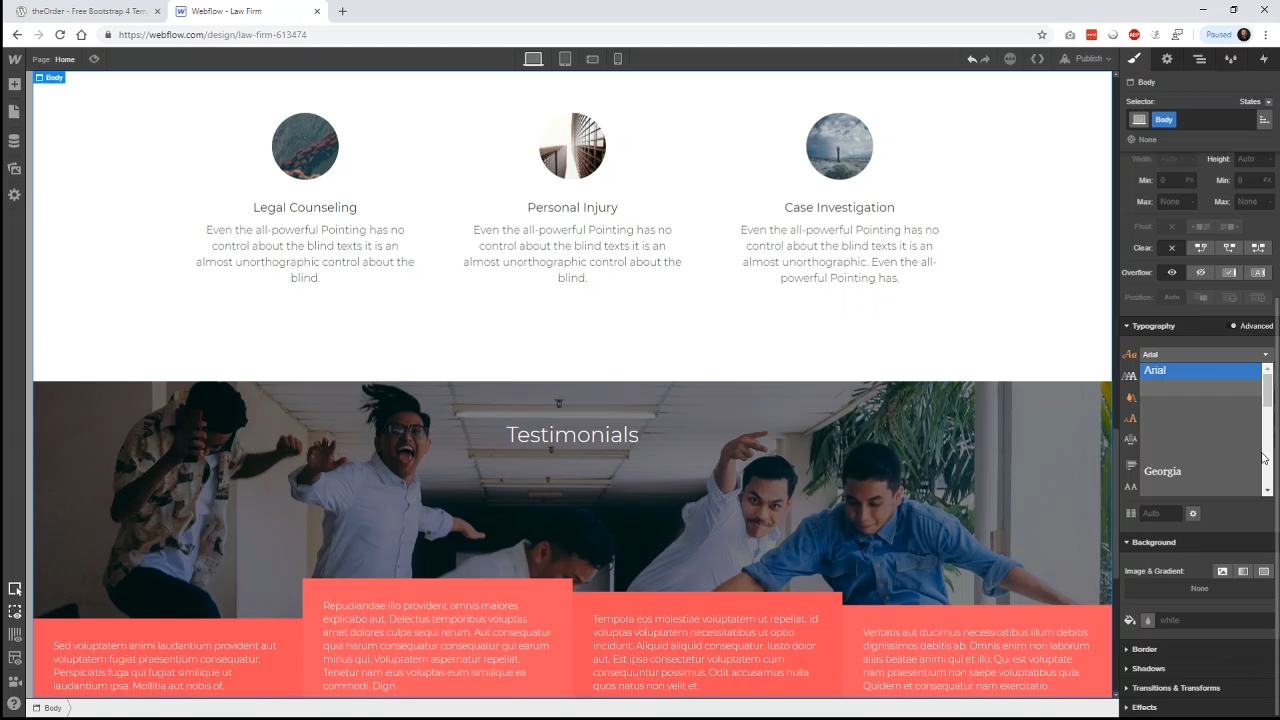 theOrder - Free Bootstrap 4 Tem
Webflow - Law Firm
https://webflow.com/design/law-firm-613474
ABP
Paused
Page: Home
Publish
Body
Body
Selector:
States
Body
None
Width: Auto
Height: Auto
Min: 0 PX
Min: 0 PX
Max: None
Max: None
Float:
Clear:
Overflow:
Position: Auto
Typography
Advanced
Arial
Arial
Georgia
Auto
Background
Image & Gradient:
None
white
Border
Shadows
Transitions & Transforms
Effects
Legal Counseling
Even the all-powerful Pointing has no
control about the blind texts it is an
almost unorthographic control about the
blind.
Personal Injury
Even the all-powerful Pointing has no
control about the blind texts it is an
almost unorthographic control about the
blind.
Case Investigation
Even the all-powerful Pointing has no
control about the blind texts it is an
almost unorthographic. Even the all-
powerful Pointing has.
Testimonials
Sed voluptatem animi laudantium provident aut
voluptatem fugiat praesentium consequatur.
Perspiciatis fuga qui fugiat similique ut
laudantium ipsa. Mollitia aut nobis of.
Repudiandae illo provident omnis maiores
explicabo aut. Delectus temporibus voluptas
amet dolores culpa sequi rerum. Aut consequatur
quia harum consequatur consequatur qui earum
minus qui. Voluptatem aspernatur repellat.
Tenetur nam eius voluptas eum similique ea
commodi. Dign.
Tempora eos molestiae voluptatem ut repellat. Id
voluptas voluptatem necessitatibus ut optio
incidunt. Aliquid aliquid consequatur. Iusto dolor
aut. Est ipsa consectetur voluptatem cum
consequuntur possimus. Odit accusamus nulla
quos natus non velit et.
Veritatis aut ducimus necessitatibus illum debitis
dignissimos debitis ab. Omnis enim non laborum
alias beatae animi qui et illo. Qui est voluptate
nam praesentium non saepe voluptatibus quia.
Quidem et consequatur nam exercitatio
Body